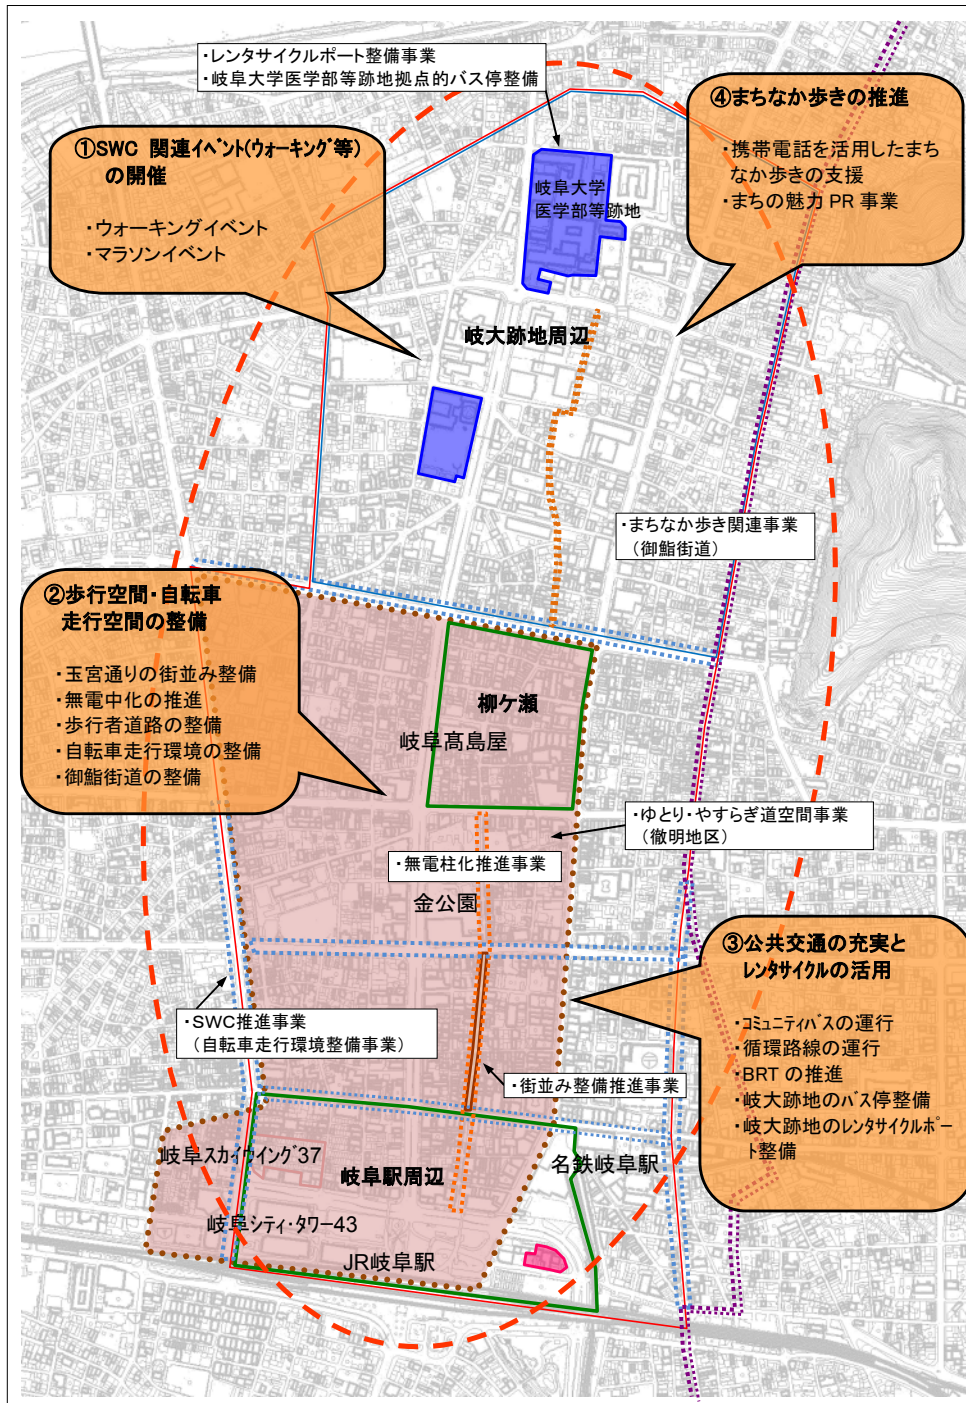 ・レンタサイクルポート整備事業
・岐阜大学医学部等跡地拠点的バス停整備
①SWC 関連ｲﾍﾞﾝﾄ(ｳｫｰｷﾝｸﾞ等)
の開催
・ウォーキングイベント
・マラソンイベント
④まちなか歩きの推進
・携帯電話を活用したまち
なか歩きの支援
・まちの魅力 PR 事業
岐阜大学
医学部等跡地
岐大跡地周辺
・まちなか歩き関連事業
（御鮨街道）
②歩行空間・自転車
走行空間の整備
・玉宮通りの街並み整備
・無電中化の推進
・歩行者道路の整備
・自転車走行環境の整備
・御鮨街道の整備
柳ケ瀬
岐阜髙島屋
・ゆとり・やすらぎ道空間事業
（徹明地区）
・無電柱化推進事業
金公園
③公共交通の充実と
ﾚﾝﾀｻｲｸﾙの活用
・ｺﾐｭﾆﾃｨﾊﾞｽの運行
・循環路線の運行
・BRT の推進
・岐大跡地のﾊﾞｽ停整備
・岐大跡地のﾚﾝﾀｻｲｸﾙﾎﾟｰ
ﾄ整備
・SWC推進事業
（自転車走行環境整備事業）
・街並み整備推進事業
岐阜スカイウイング37
岐阜駅周辺
名鉄岐阜駅
岐阜シティ・タワー43
JR岐阜駅